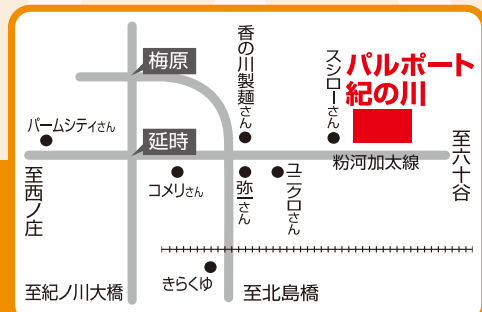 梅原
香の川製麺さん
スシローさん
パルポート
紀の川
パームシティさん
延時
粉河加太線
至六十谷
至西ノ庄
コメリさん
弥一さん
ユニクロさん
きらくゆ
至紀ノ川大橋
至北島橋